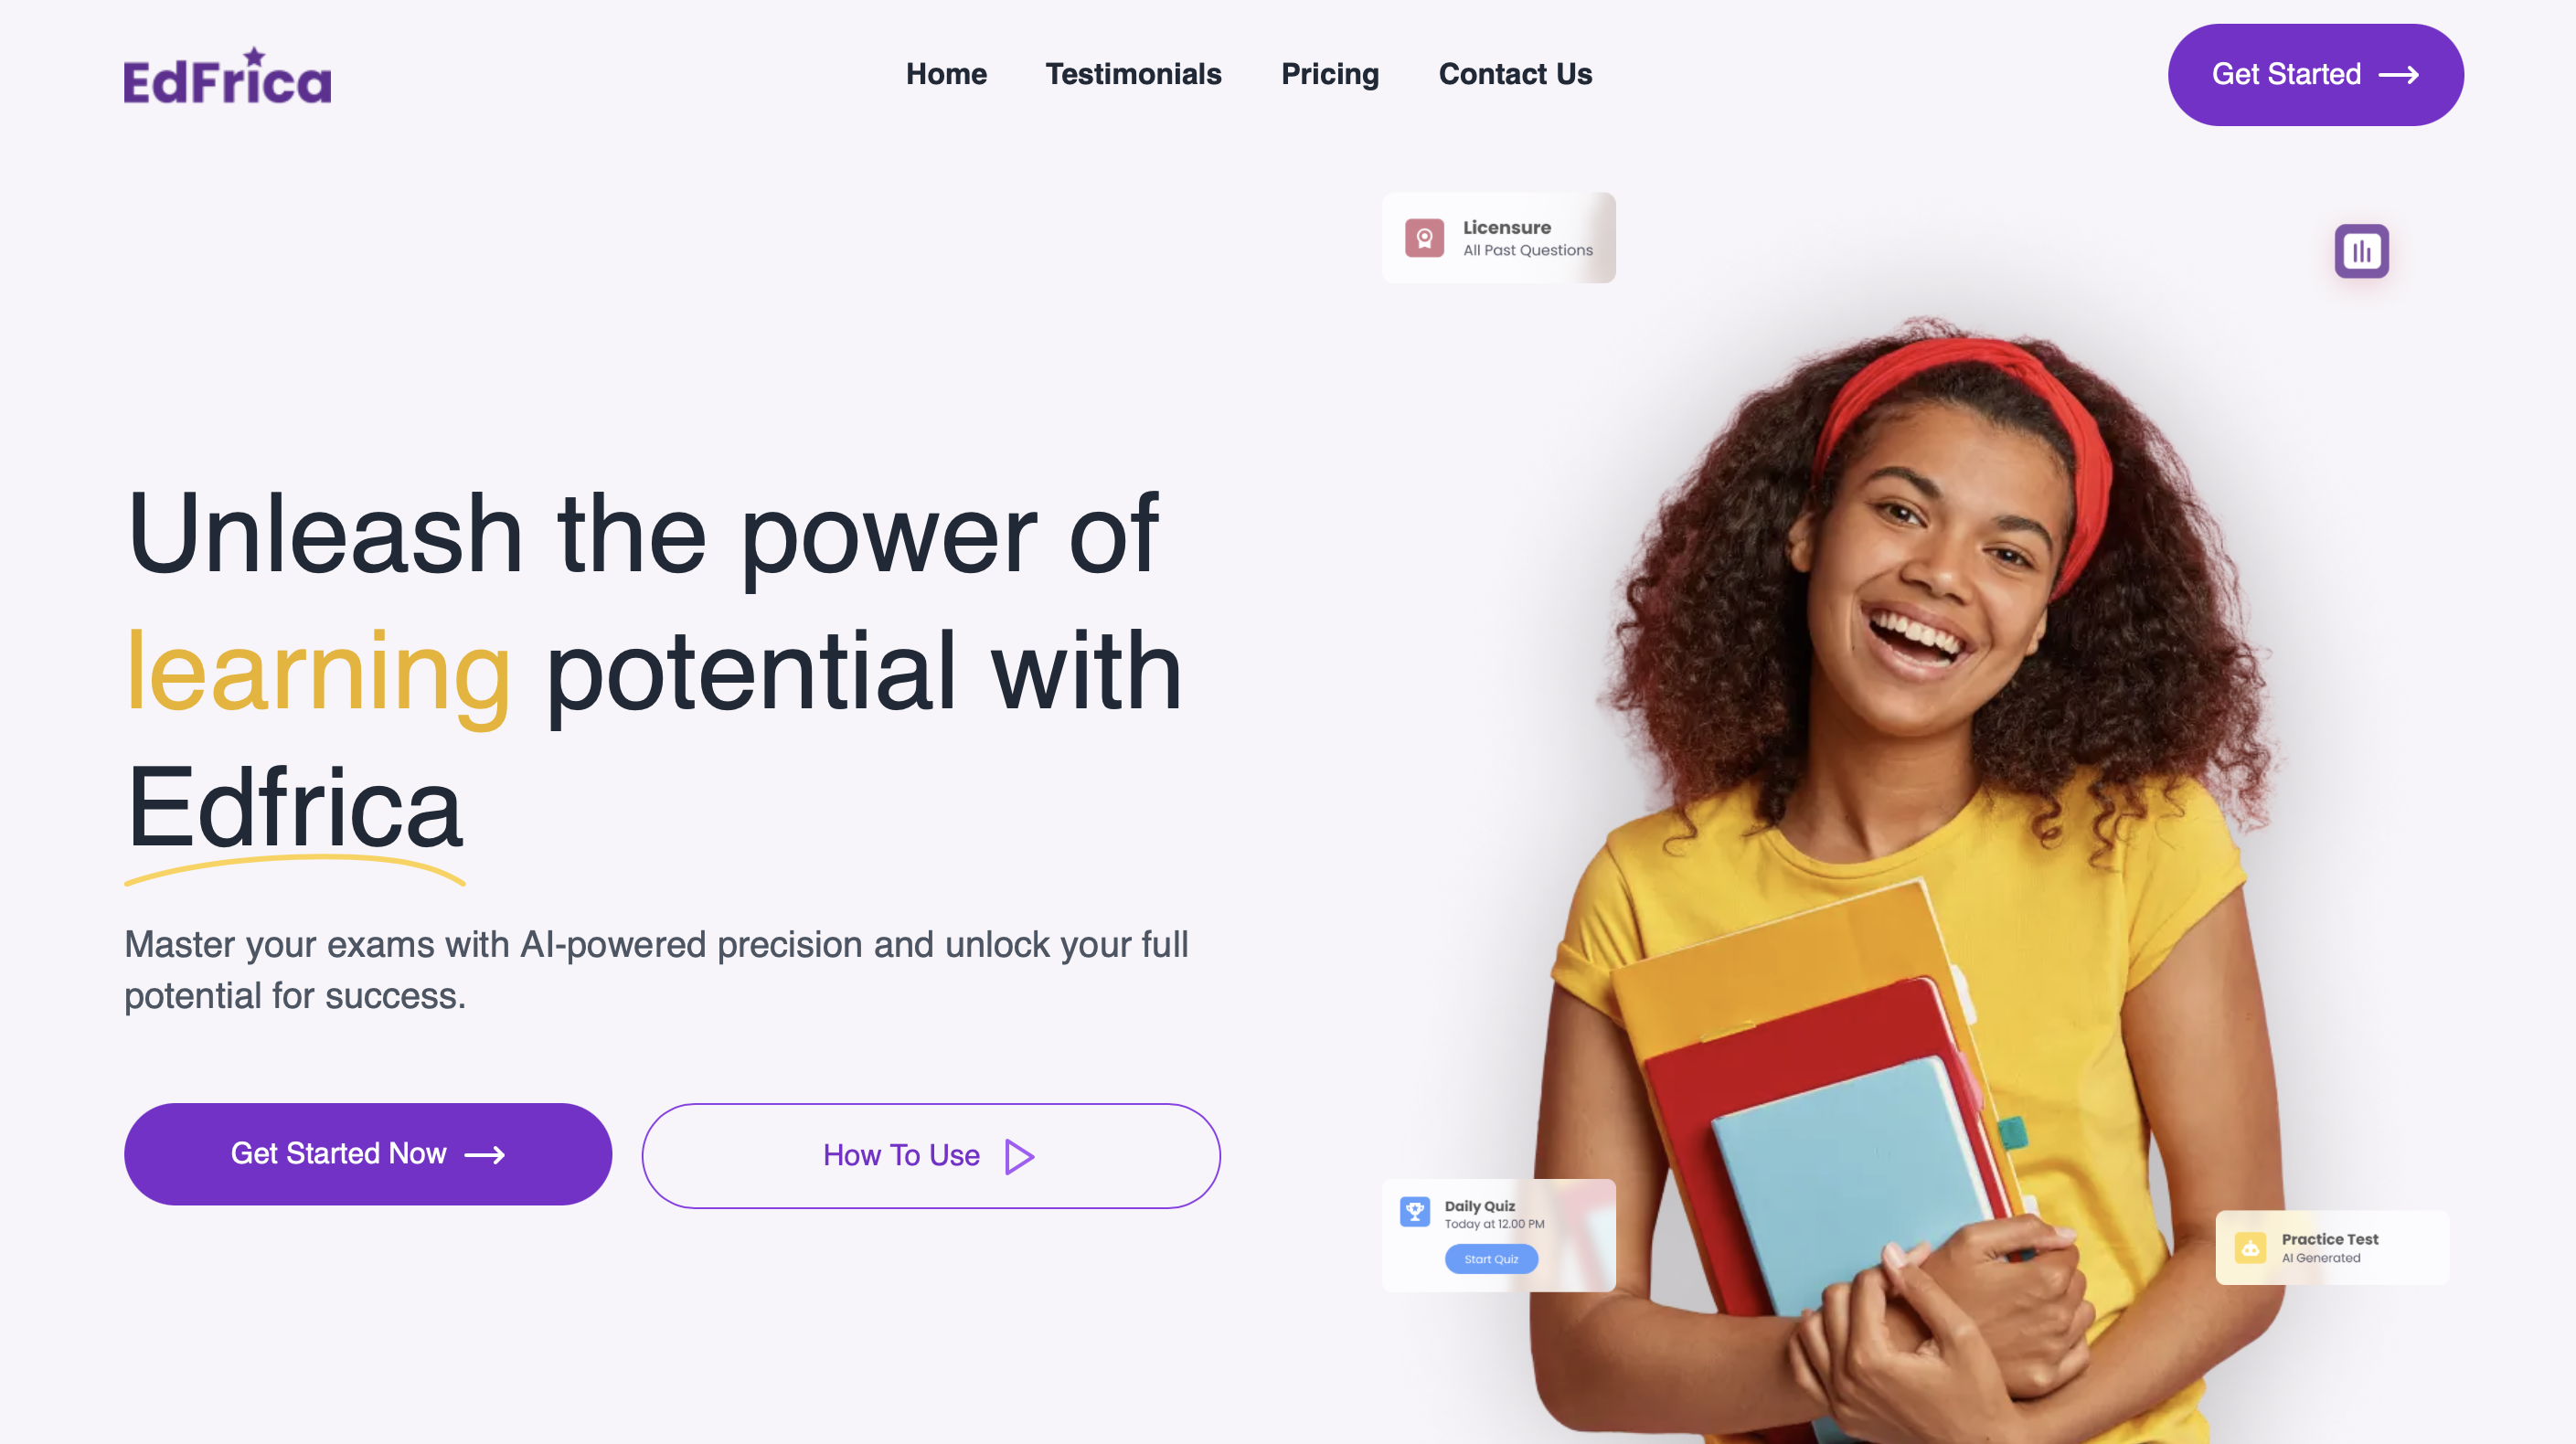 EdFrica
Home
Testimonials
Pricing
Contact Us
Get Started
Licensure
All Past Questions
Unleash the power of
learning potential with
Edfrica
Master your exams with AI-powered precision and unlock your full
potential for success.
Get Started Now
How To Use
Daily Quiz
Today at 12.00 PM
Start Quiz
Practice Test
AI Generated